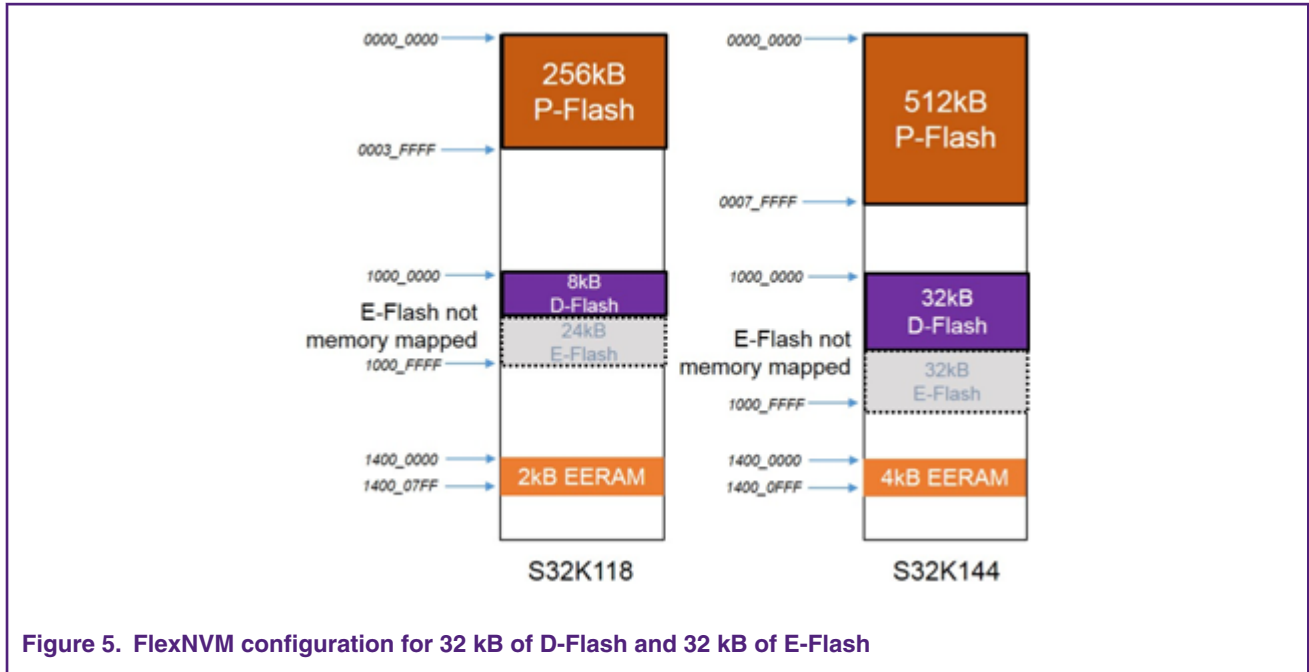 0000_0000
256kB
P-Flash
0003_FFFF
1000_0000
8kB
D-Flash
E-Flash not
memory mapped
24kB
E-Flash
1000_FFFF
1400_0000
2kB EERAM
1400_07FF
S32K118
0000_0000
512kB
P-Flash
0007_FFFF
1000_0000
32kB
D-Flash
E-Flash not
memory mapped
32kB
E-Flash
1000_FFFF
1400_0000
4kB EERAM
1400_0FFF
S32K144
Figure 5. FlexNVM configuration for 32 kB of D-Flash and 32 kB of E-Flash